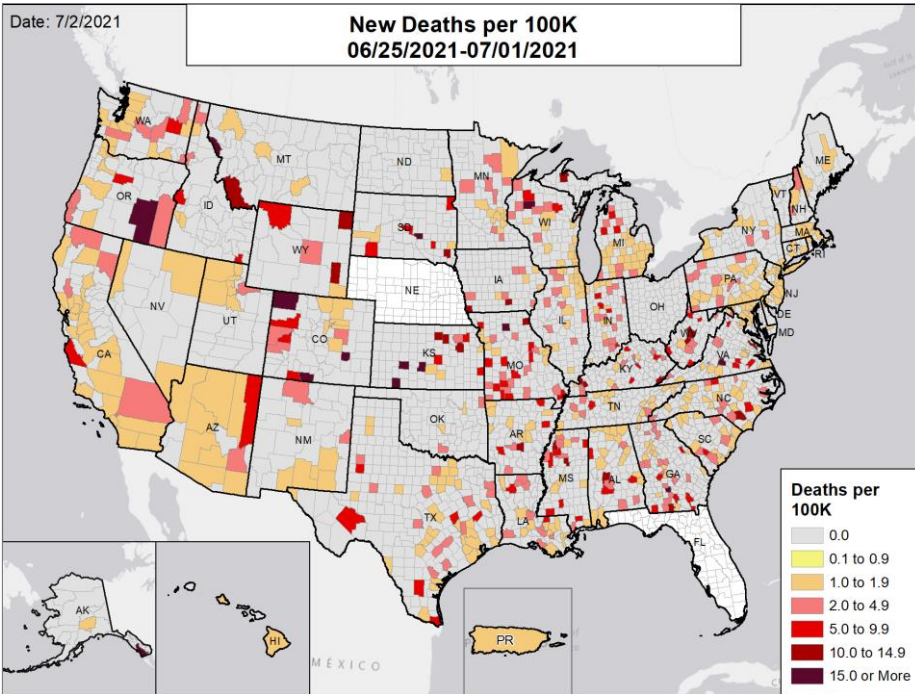 Date: 7/2/2021
New Deaths per 100K
06/25/2021-07/01/2021
WA
MT
ND
MN
ME
OR
ID
SD
WI
MI
VT
NH
NY
MA
CT
RI
WY
NE
IA
PA
NJ
NV
UT
CO
IL
IN
OH
DE
MD
CA
KS
MO
WV
KY
VA
AZ
NM
OK
AR
TN
NC
SC
TX
LA
MS
AL
GA
FL
AK
HI
PR
MÉXICO
Deaths per
100K
0.0
0.1 to 0.9
1.0 to 1.9
2.0 to 4.9
5.0 to 9.9
10.0 to 14.9
15.0 or More